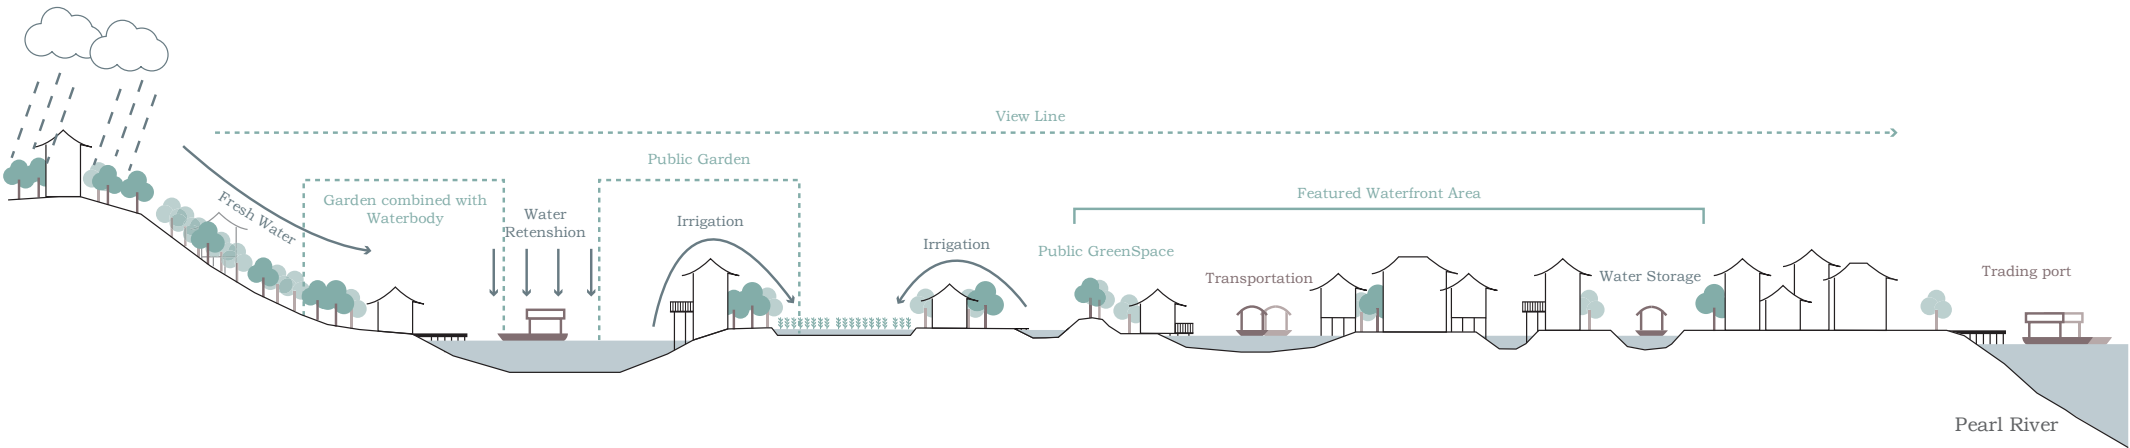 View Line
Public Garden
Fresh Water
Garden combined with
Waterbody
Water
Retenshion
Irrigation
Irrigation
Featured Waterfront Area
Public GreenSpace
Transportation
Water Storage
Trading port
Pearl River